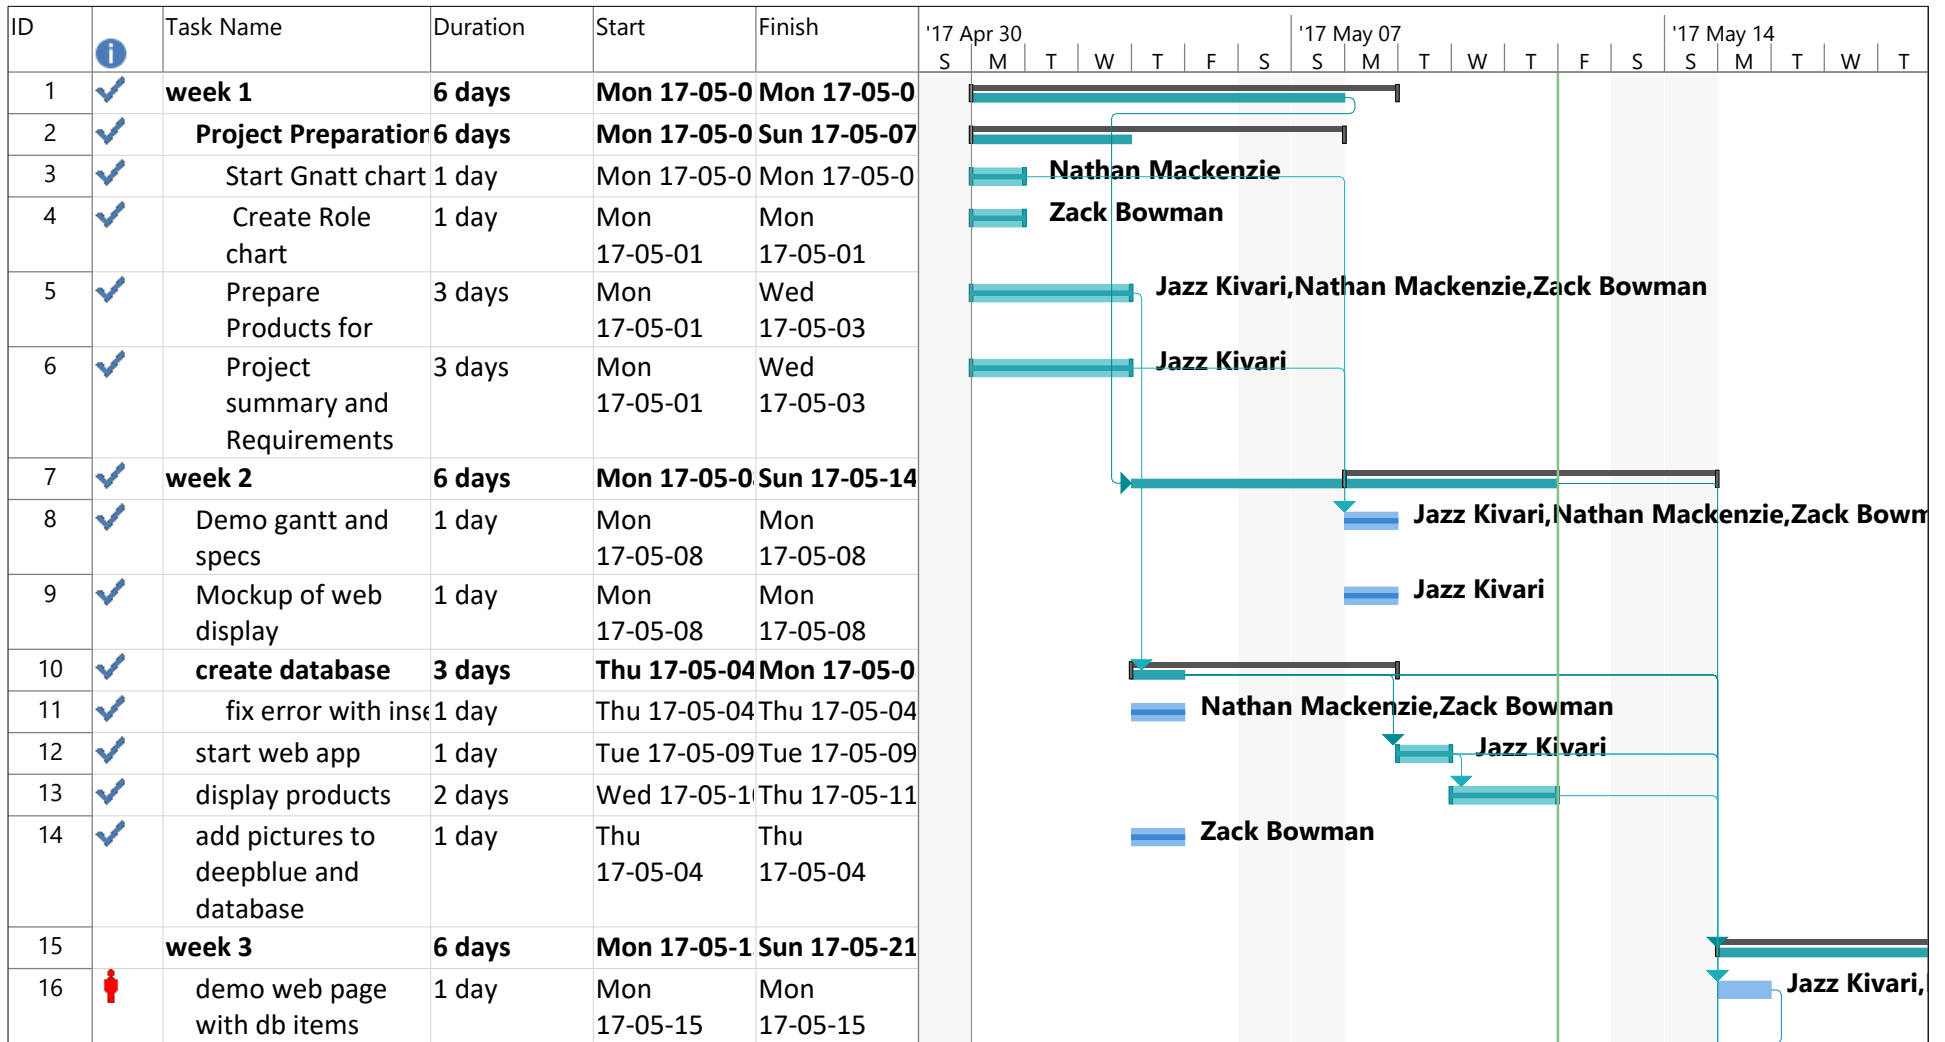 ID Task Name Duration Start Finish '17 Apr 30 '17 May 07 '17 May 14
S M T W T F S S M T W T F S S M T W T
1 week 1 6 days Mon 17-05-0 Mon 17-05-0
2 Project Preparation 6 days Mon 17-05-0 Sun 17-05-07
3 Start Gnatt chart 1 day Mon 17-05-0 Mon 17-05-0 Nathan Mackenzie
4 Create Role 1 day Mon Mon Zack Bowman
chart 17-05-01 17-05-01
5 Prepare 3 days Mon Wed Jazz Kivari,Nathan Mackenzie,Zack Bowman
Products for 17-05-01 17-05-03
6 Project 3 days Mon Wed Jazz Kivari
summary and 17-05-01 17-05-03
Requirements
7 week 2 6 days Mon 17-05-0 Sun 17-05-14
8 Demo gantt and 1 day Mon Mon Jazz Kivari,Nathan Mackenzie,Zack Bowm
specs 17-05-08 17-05-08
9 Mockup of web 1 day Mon Mon Jazz Kivari
display 17-05-08 17-05-08
10 create database 3 days Thu 17-05-04 Mon 17-05-0
11 fix error with inse 1 day Thu 17-05-04 Thu 17-05-04 Nathan Mackenzie,Zack Bowman
12 start web app 1 day Tue 17-05-09 Tue 17-05-09 Jazz Kivari
13 display products 2 days Wed 17-05-1 Thu 17-05-11
14 add pictures to 1 day Thu Thu Zack Bowman
deepblue and 17-05-04 17-05-04
database
15 week 3 6 days Mon 17-05-1 Sun 17-05-21
16 demo web page 1 day Mon Mon Jazz Kivari,
with db items 17-05-15 17-05-15